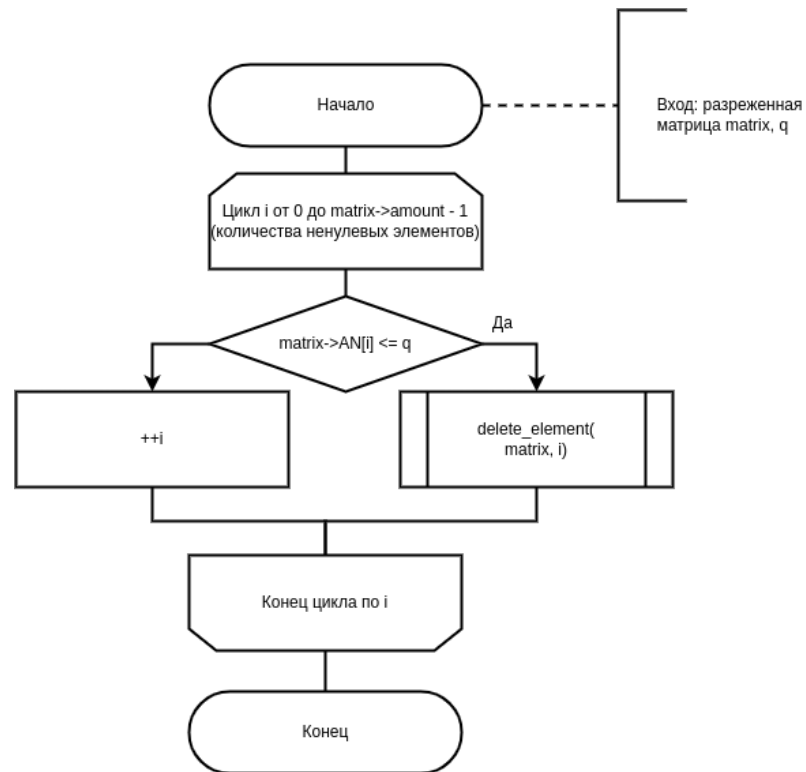 Начало
Вход: разреженная
матрица matrix, q
Цикл i от 0 до matrix->amount - 1
(количества ненулевых элементов)
Да
matrix->AN[i] <= q
++i
delete_element(
matrix, i)
Конец цикла по i
Конец